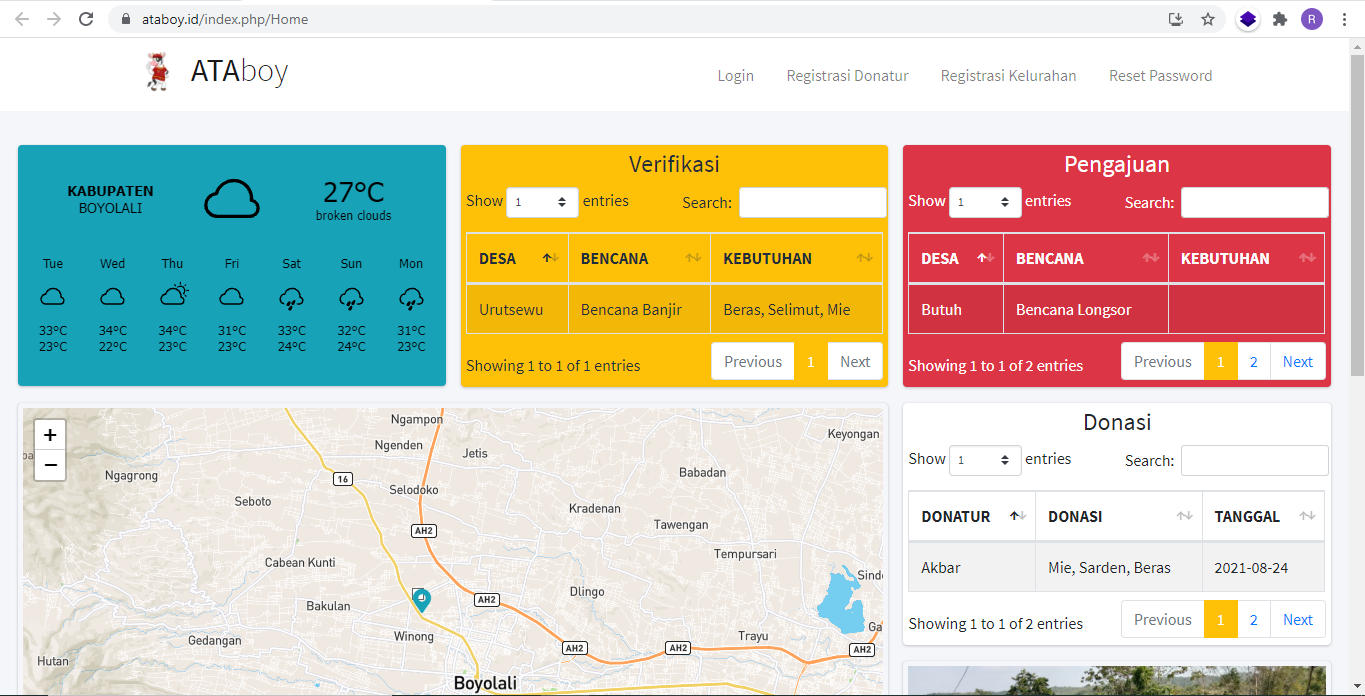 ataboy.id/index.php/Home
R
ATAboy
Login Registrasi Donatur Registrasi Kelurahan Reset Password
KABUPATEN
BOYOLALI
27°C
broken clouds
Tue Wed Thu Fri Sat Sun Mon
33°C 34°C 34°C 31°C 33°C 32°C 31°C
23°C 22°C 23°C 23°C 24°C 24°C 23°C
Verifikasi
Show 1 entries Search:
DESA BENCANA KEBUTUHAN
Urutsewu Bencana Banjir Beras, Selimut, Mie
Showing 1 to 1 of 1 entries Previous 1 Next
Pengajuan
Show 1 entries Search:
DESA BENCANA KEBUTUHAN
Butuh Bencana Longsor
Showing 1 to 1 of 2 entries Previous 1 2 Next
+
−
Ngampon
Keyongan
Ngenden
Jetis
Ngagrong
Babadan
16
Selodoko
Seboto
Kradenan
Tawengan
AH2
Tempursari
Cabean Kunti
Dlingo
Bakulan
AH2
Winong
Gedangan
Trayu
AH2
AH2
AH2
Hutan
Boyolali
Donasi
Show 1 entries Search:
DONATUR DONASI TANGGAL
Akbar Mie, Sarden, Beras 2021-08-24
Showing 1 to 1 of 2 entries Previous 1 2 Next